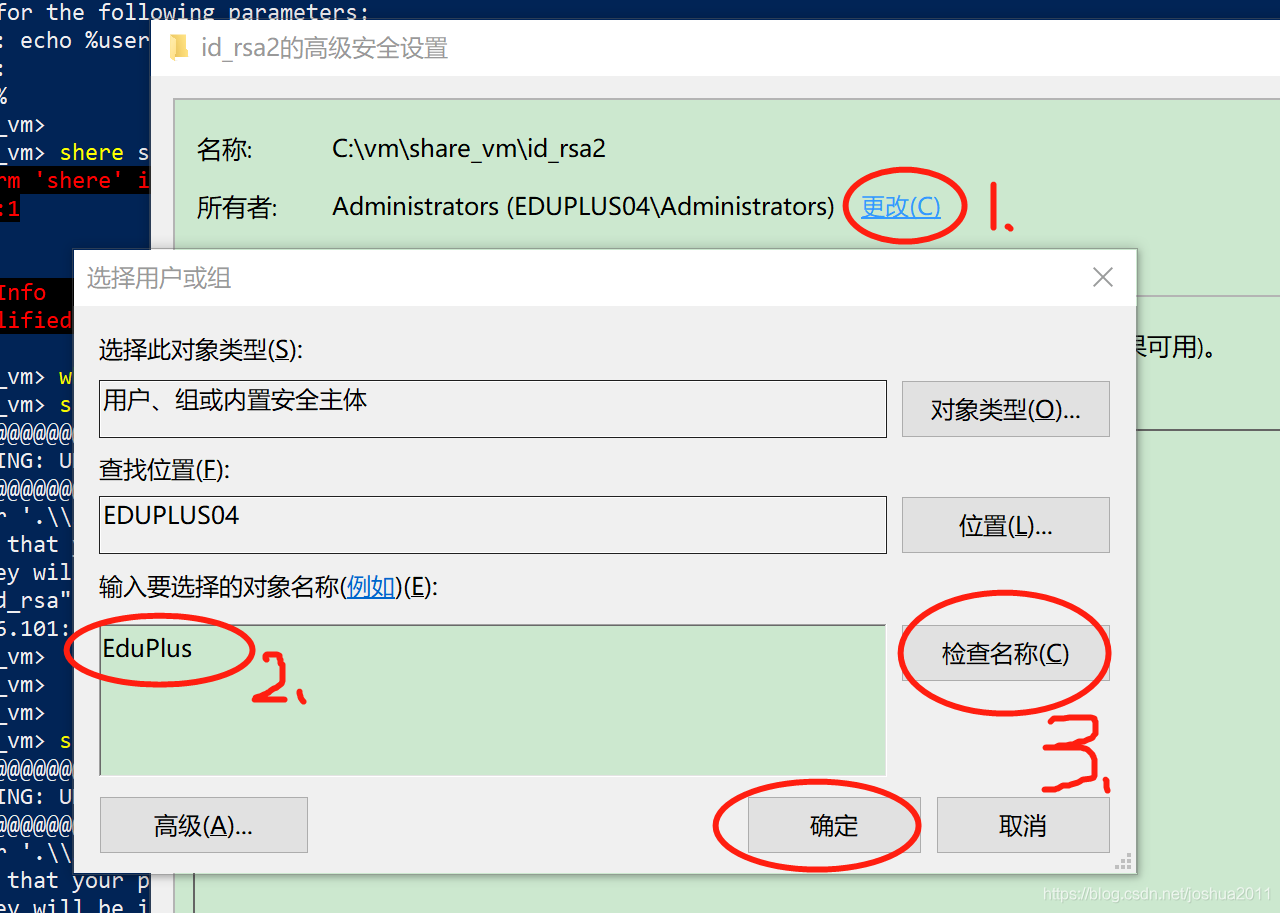 for the following parameters:
: echo %user
:
%
_vm>
_vm> shere s
rm 'shere' i
:1
Info
lified
_vm> w
_vm> s
@@@@@@
ING: U
@@@@@@
r '.\\
that
ey wil
d_rsa"
6.101:
_vm>
_vm>
_vm>
_vm> s
@@@@@@
ING: U
@@@@@@
r '.\\
that your p
ey will be i
id_rsa2的高级安全设置
名称: C:\vm\share_vm\id_rsa2
所有者: Administrators (EDUPLUS04\Administrators) 更改(C) 1.
果可用)。
选择用户或组
选择此对象类型(S):
用户、组或内置安全主体 对象类型(O)...
查找位置(F):
EDUPLUS04 位置(L)...
输入要选择的对象名称(例如)(E):
EduPlus 2. 检查名称(C)
3.
高级(A)... 确定 取消
https://blog.csdn.net/joshua2011